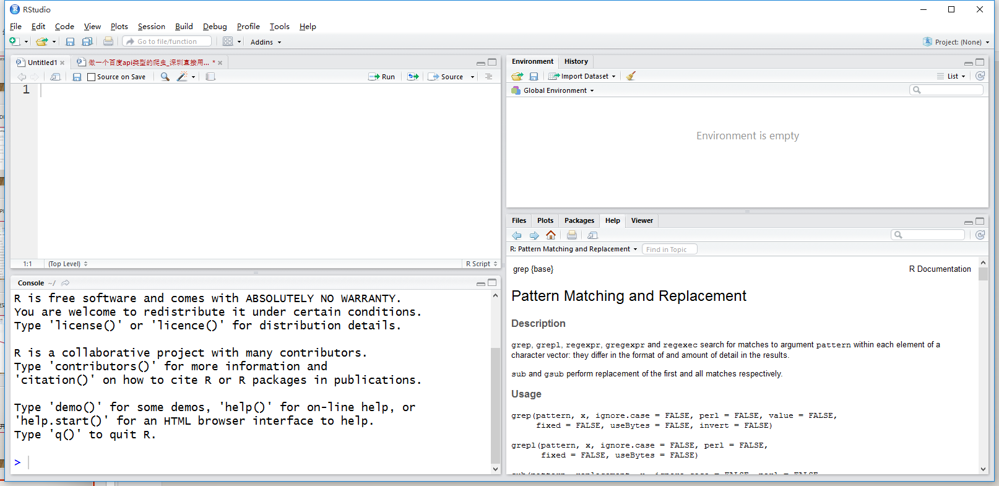 RStudio
File Edit Code View Plots Session Build Debug Profile Tools Help
Go to file/function Addins Project: (None)
Untitled1 做一个百度api类型的爬虫_深圳直接用... *
Source on Save Run Source
1
1:1 (Top Level) R Script
Console ~/
R is free software and comes with ABSOLUTELY NO WARRANTY.
You are welcome to redistribute it under certain conditions.
Type 'license()' or 'licence()' for distribution details.
R is a collaborative project with many contributors.
Type 'contributors()' for more information and
'citation()' on how to cite R or R packages in publications.
Type 'demo()' for some demos, 'help()' for on-line help, or
'help.start()' for an HTML browser interface to help.
Type 'q()' to quit R.
>
Environment History
Import Dataset List
Global Environment
Environment is empty
Files Plots Packages Help Viewer
R: Pattern Matching and Replacement Find in Topic
grep {base} R Documentation
Pattern Matching and Replacement
Description
grep, grepl, regexpr, gregexpr and regexec search for matches to argument pattern within each element of a
character vector: they differ in the format of and amount of detail in the results.
sub and gsub perform replacement of the first and all matches respectively.
Usage
grep(pattern, x, ignore.case = FALSE, perl = FALSE, value = FALSE,
fixed = FALSE, useBytes = FALSE, invert = FALSE)
grepl(pattern, x, ignore.case = FALSE, perl = FALSE,
fixed = FALSE, useBytes = FALSE)
sub(pattern, replacement, x, ignore.case = FALSE, perl = FALSE,